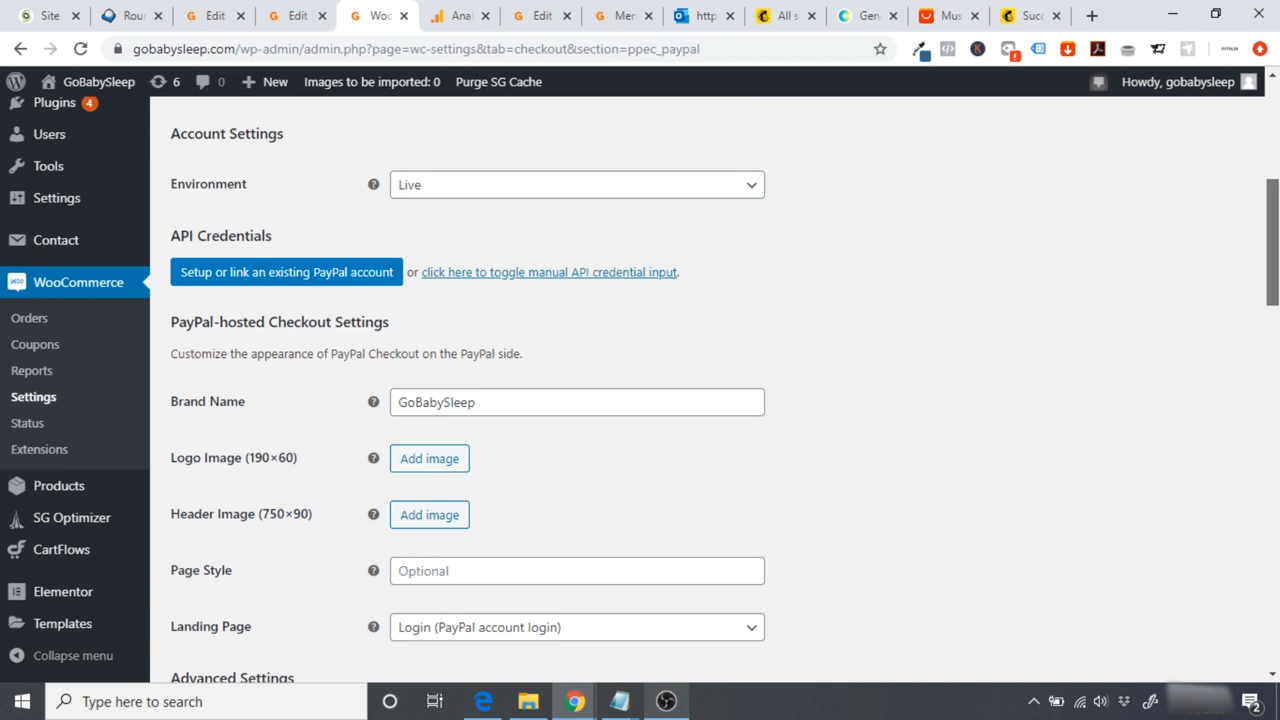 Site
Rour
Edit
Edit
Woc
Anal
Edit
Mer
http
All s
Gen
Mus
Succ
gobabysleep.com/wp-admin/admin.php?page=wc-settings&tab=checkout&section=ppec_paypal
GoBabySleep
6
0
New
Images to be imported: 0
Purge SG Cache
Howdy, gobabysleep
Plugins 4
Users
Tools
Settings
Contact
WooCommerce
Orders
Coupons
Reports
Settings
Status
Extensions
Products
SG Optimizer
CartFlows
Elementor
Templates
Collapse menu
Account Settings
Environment
Live
API Credentials
Setup or link an existing PayPal account or click here to toggle manual API credential input.
PayPal-hosted Checkout Settings
Customize the appearance of PayPal Checkout on the PayPal side.
Brand Name
GoBabySleep
Logo Image (190×60)
Add image
Header Image (750×90)
Add image
Page Style
Optional
Landing Page
Login (PayPal account login)
Advanced Settings
Type here to search
2